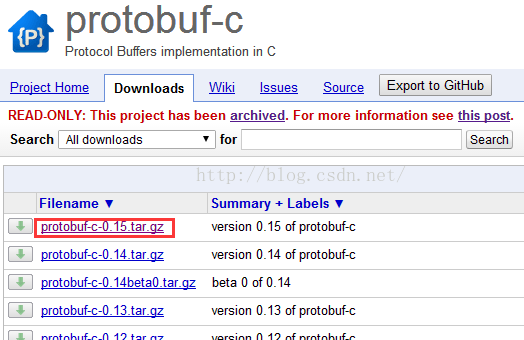 {P}
protobuf-c
Protocol Buffers implementation in C
Project Home Downloads Wiki Issues Source Export to GitHub
READ-ONLY: This project has been archived. For more information see this post.
Search All downloads for Search
http://blog.csdn.net/
Filename ▼ Summary + Labels ▼
protobuf-c-0.15.tar.gz version 0.15 of protobuf-c
protobuf-c-0.14.tar.gz version 0.14 of protobuf-c
protobuf-c-0.14beta0.tar.gz beta 0 of 0.14
protobuf-c-0.13.tar.gz version 0.13 of protobuf-c
protobuf-c-0.12.tar.gz version 0.12 of protobuf-c